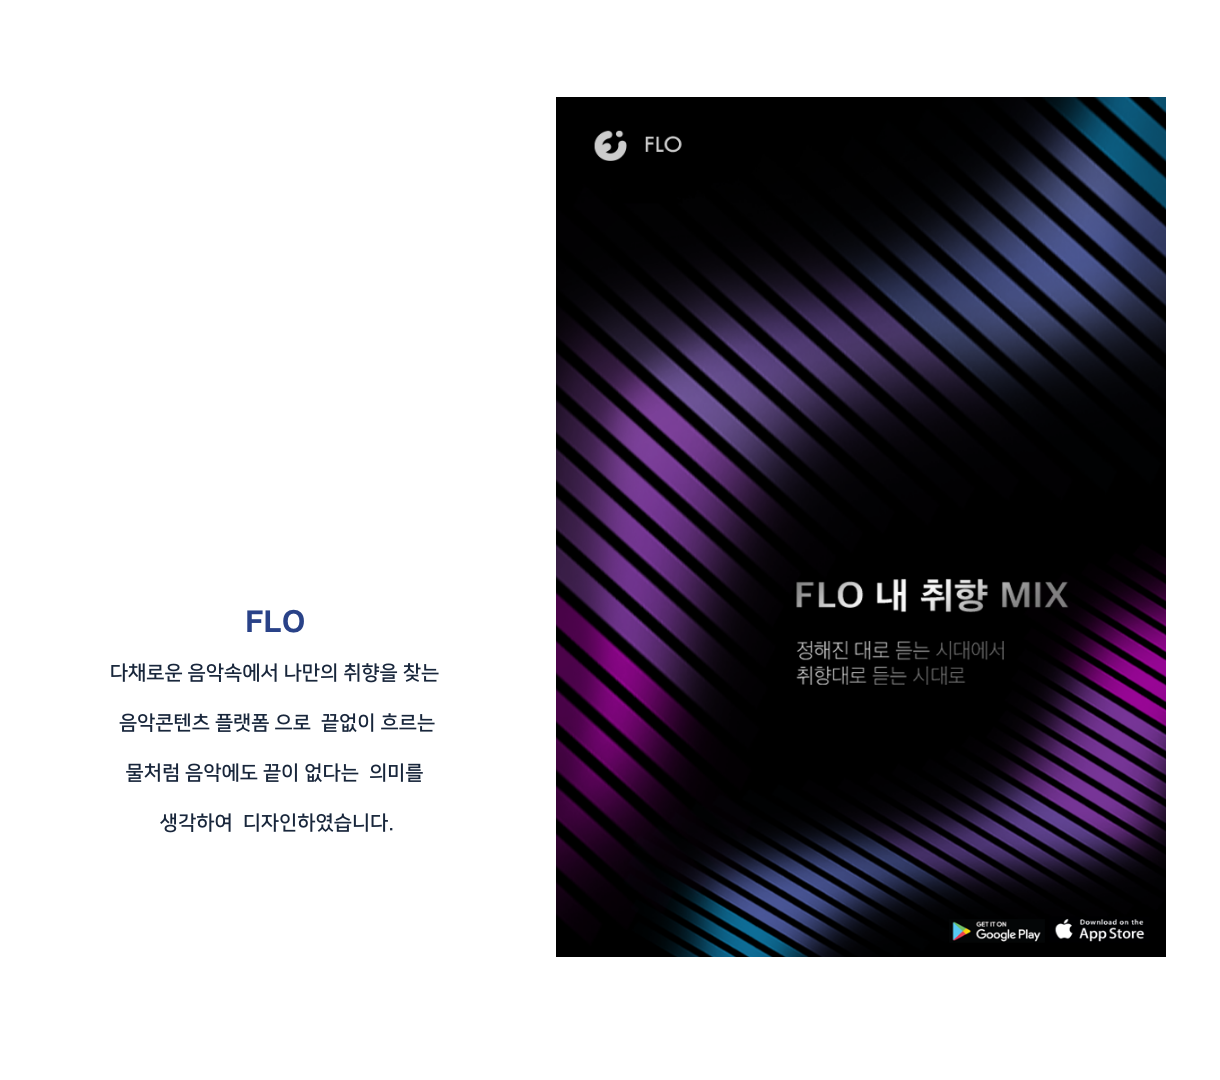 FLO
다채로운 음악속에서 나만의 취향을 찾는
음악콘텐츠 플랫폼 으로 끝없이 흐르는
물처럼 음악에도 끝이 없다는 의미를
생각하여 디자인하였습니다.
FLO
FLO 내 취향 MIX
정해진 대로 듣는 시대에서
취향대로 듣는 시대로
GET IT ON
Google Play
Download on the
App Store